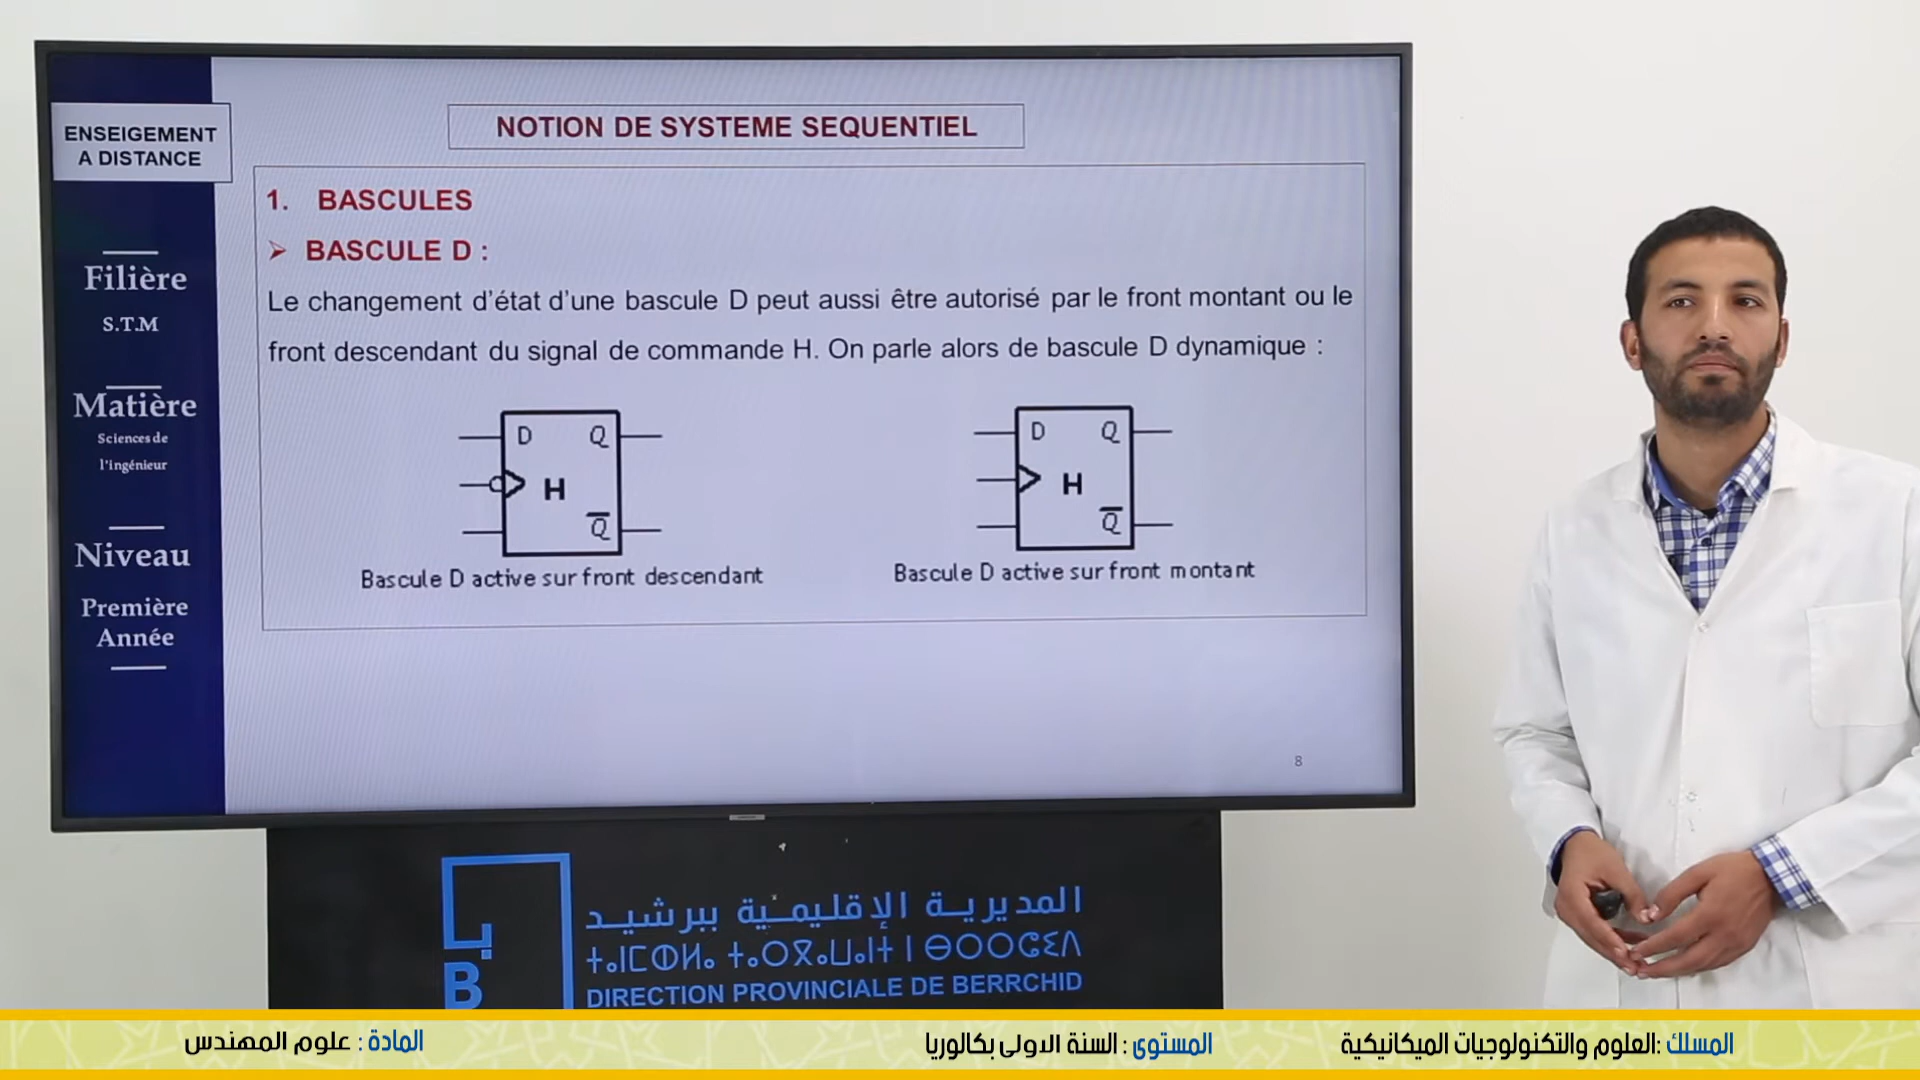 ENSEIGEMENT
A DISTANCE
Filière
S.T.M
Matière
Sciences de
l'ingénieur
Niveau
Première
Année
NOTION DE SYSTEME SEQUENTIEL
1. BASCULES
➢ BASCULE D :
Le changement d'état d'une bascule D peut aussi être autorisé par le front montant ou le
front descendant du signal de commande H. On parle alors de bascule D dynamique :
D Q
H
Q̅
Bascule D active sur front descendant
D Q
H
Q̅
Bascule D active sur front montant
8
المديرية الإقليمية ببرشيد
ⵜⴰⵏⵎⵀⵍⴰ ⵜⴰⵔⴳⴰⵡⴰⵏⵜ ⵏ ⴱⵔⵔⵛⵉⴷ
DIRECTION PROVINCIALE DE BERRCHID
B
المسلك :العلوم والتكنولوجيات الميكانيكية
المستوى : السنة الاولى بكالوريا
المادة : علوم المهندس